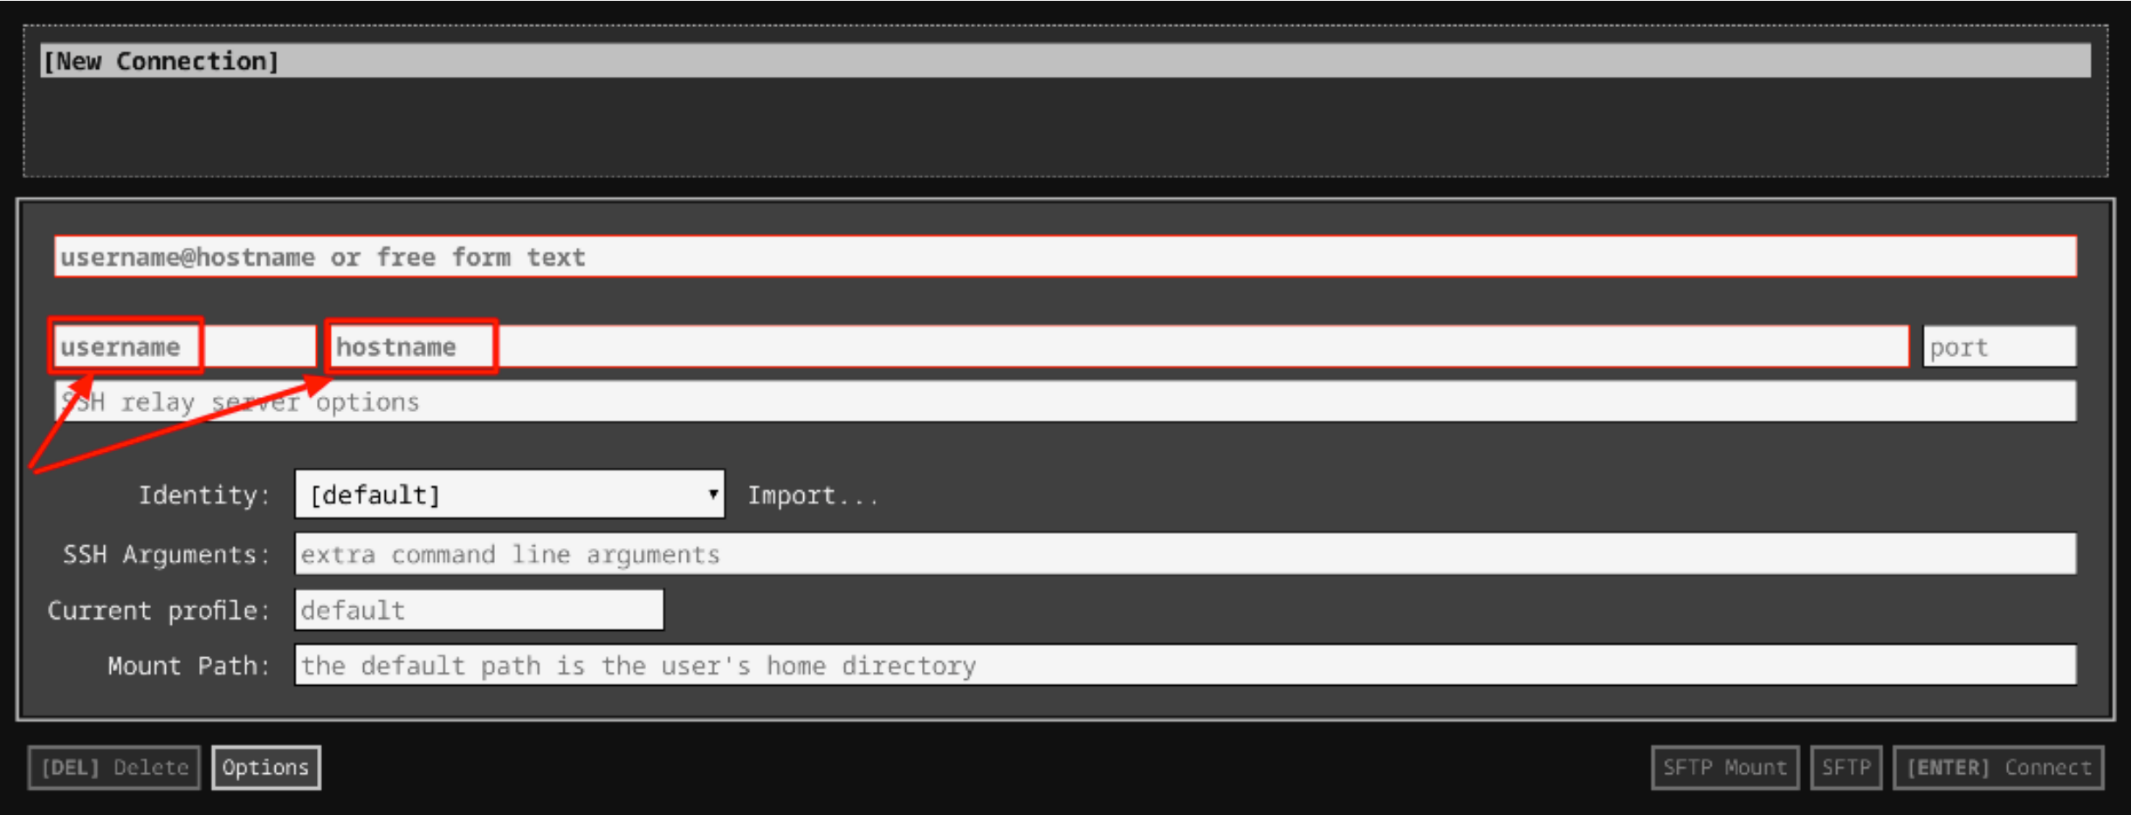 [New Connection]
username@hostname or free form text
username hostname port
SSH relay server options
Identity: [default] Import...
SSH Arguments: extra command line arguments
Current profile: default
Mount Path: the default path is the user's home directory
[DEL] Delete Options SFTP Mount SFTP [ENTER] Connect